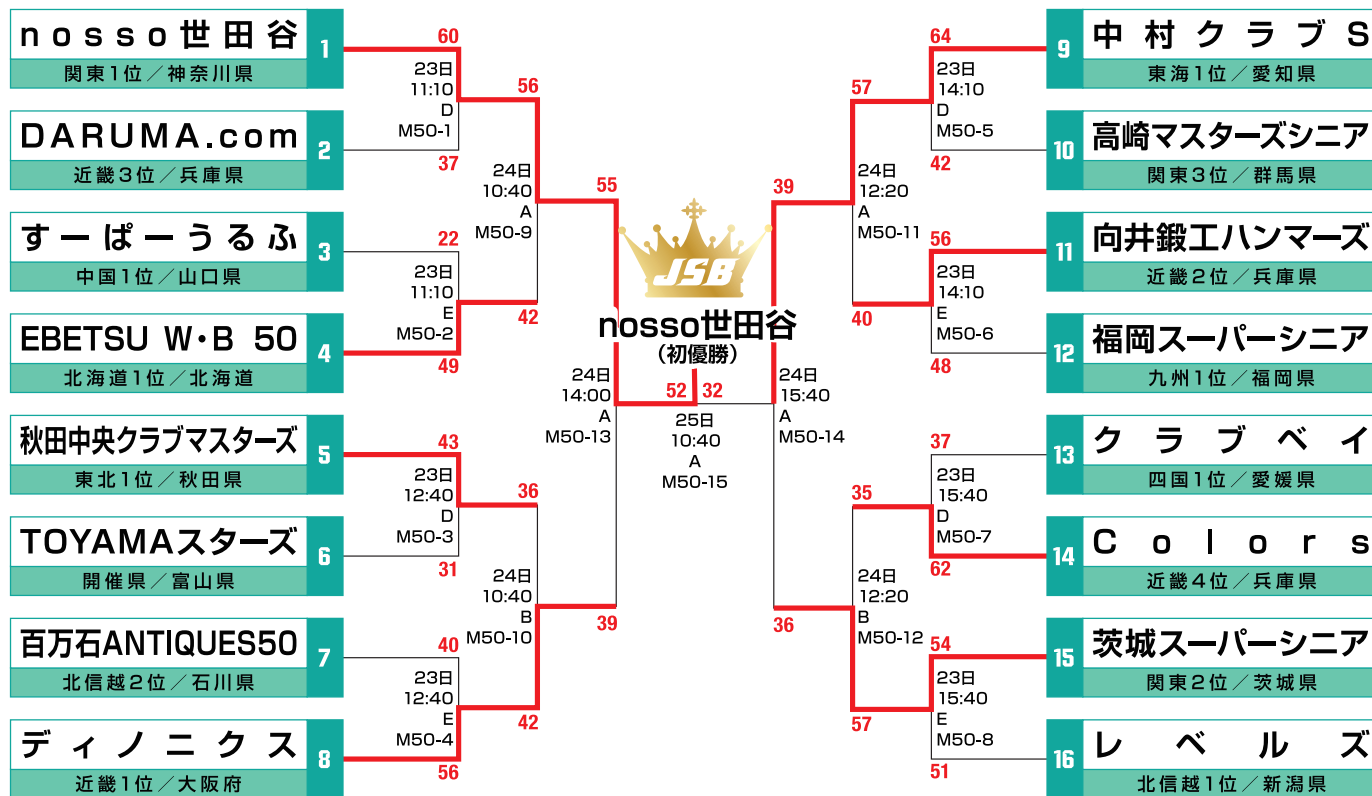 nosso世田谷
関東1位／神奈川県
1
DARUMA.com
近畿3位／兵庫県
2
すーぱーうるふ
中国1位／山口県
3
EBETSU W・B 50
北海道1位／北海道
4
秋田中央クラブマスターズ
東北1位／秋田県
5
TOYAMAスターズ
開催県／富山県
6
百万石ANTIQUES50
北信越2位／石川県
7
ディノニクス
近畿1位／大阪府
8
60
23日
11:10
D
M50-1
37
22
23日
11:10
E
M50-2
49
43
23日
12:40
D
M50-3
31
40
23日
12:40
E
M50-4
56
56
24日
10:40
A
M50-9
42
36
24日
10:40
B
M50-10
42
55
24日
14:00
A
M50-13
39
JSB
nosso世田谷
（初優勝）
52 32
25日
10:40
A
M50-15
39
24日
15:40
A
M50-14
36
57
24日
12:20
A
M50-11
40
35
24日
12:20
B
M50-12
57
64
23日
14:10
D
M50-5
42
56
23日
14:10
E
M50-6
48
37
23日
15:40
D
M50-7
62
54
23日
15:40
E
M50-8
51
9
中村クラブS
東海1位／愛知県
10
高崎マスターズシニア
関東3位／群馬県
11
向井鍛工ハンマーズ
近畿2位／兵庫県
12
福岡スーパーシニア
九州1位／福岡県
13
クラブベイ
四国1位／愛媛県
14
Colors
近畿4位／兵庫県
15
茨城スーパーシニア
関東2位／茨城県
16
レベルズ
北信越1位／新潟県